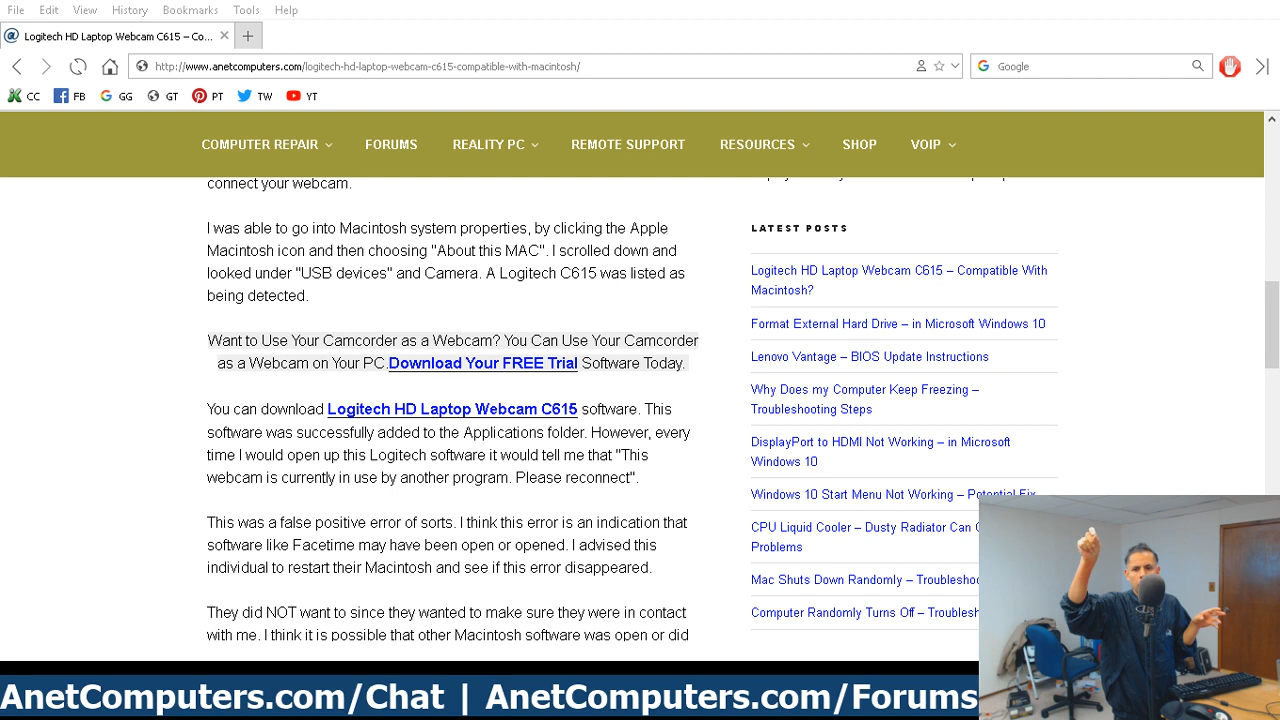 File Edit View History Bookmarks Tools Help
Logitech HD Laptop Webcam C615 – Co...
http://www.anetcomputers.com/logitech-hd-laptop-webcam-c615-compatible-with-macintosh/
Google
CC FB GG GT PT TW YT
COMPUTER REPAIR FORUMS REALITY PC REMOTE SUPPORT RESOURCES SHOP VOIP
connect your webcam.
I was able to go into Macintosh system properties, by clicking the Apple
Macintosh icon and then choosing "About this MAC". I scrolled down and
looked under "USB devices" and Camera. A Logitech C615 was listed as
being detected.
Want to Use Your Camcorder as a Webcam? You Can Use Your Camcorder
as a Webcam on Your PC.Download Your FREE Trial Software Today.
You can download Logitech HD Laptop Webcam C615 software. This
software was successfully added to the Applications folder. However, every
time I would open up this Logitech software it would tell me that "This
webcam is currently in use by another program. Please reconnect".
This was a false positive error of sorts. I think this error is an indication that
software like Facetime may have been open or opened. I advised this
individual to restart their Macintosh and see if this error disappeared.
They did NOT want to since they wanted to make sure they were in contact
with me. I think it is possible that other Macintosh software was open or did
LATEST POSTS
Logitech HD Laptop Webcam C615 – Compatible With
Macintosh?
Format External Hard Drive – in Microsoft Windows 10
Lenovo Vantage – BIOS Update Instructions
Why Does my Computer Keep Freezing –
Troubleshooting Steps
DisplayPort to HDMI Not Working – in Microsoft
Windows 10
Windows 10 Start Menu Not Working – Potential Fix
CPU Liquid Cooler – Dusty Radiator Can
Problems
Mac Shuts Down Randomly –
Computer Randomly Turns Off –
AnetComputers.com/Chat | AnetComputers.com/Forums